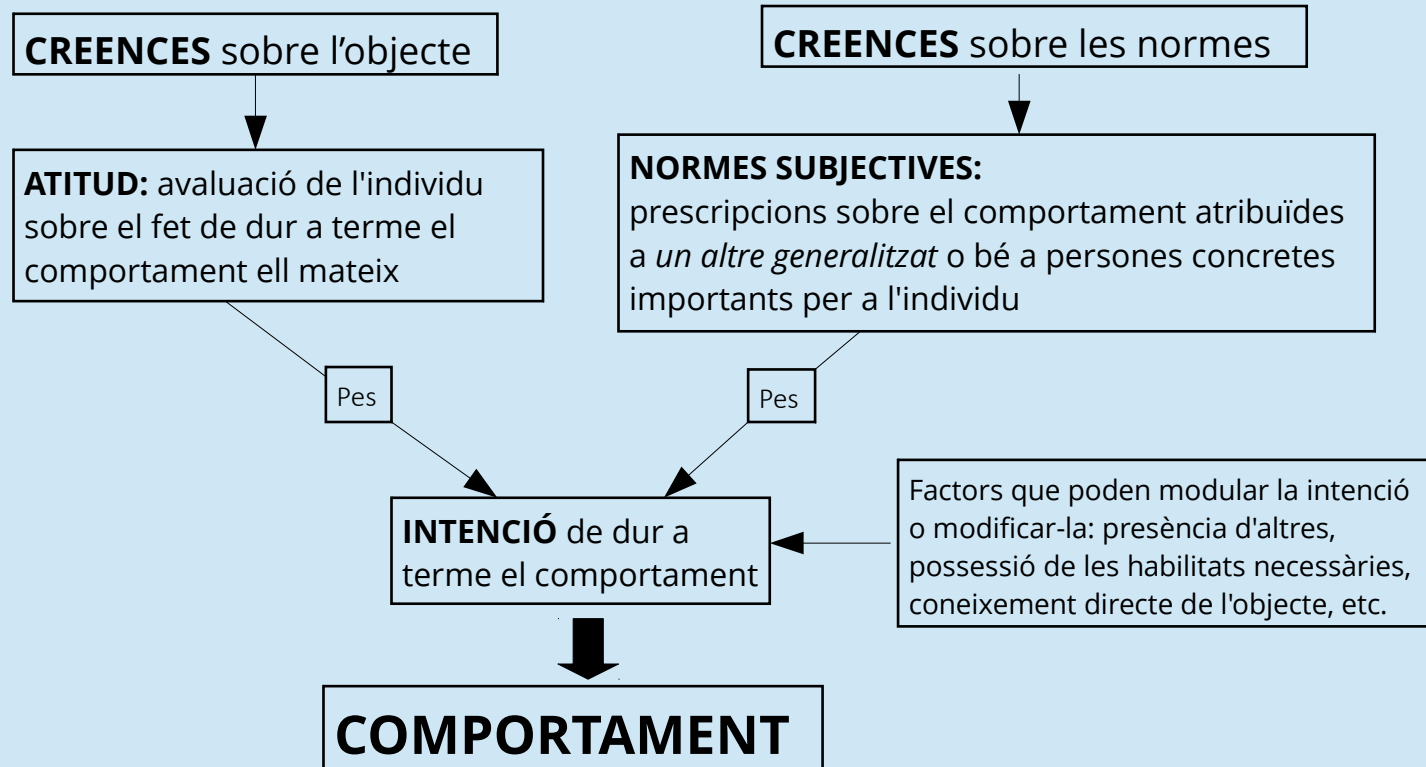 CREENCES sobre l’objecte
CREENCES sobre les normes
ATITUD: avaluació de l'individu
sobre el fet de dur a terme el
comportament ell mateix
NORMES SUBJECTIVES:
prescripcions sobre el comportament atribuïdes
a un altre generalitzat o bé a persones concretes
importants per a l'individu
Pes
Pes
INTENCIÓ de dur a
terme el comportament
Factors que poden modular la intenció
o modificar-la: presència d'altres,
possessió de les habilitats necessàries,
coneixement directe de l'objecte, etc.
COMPORTAMENT